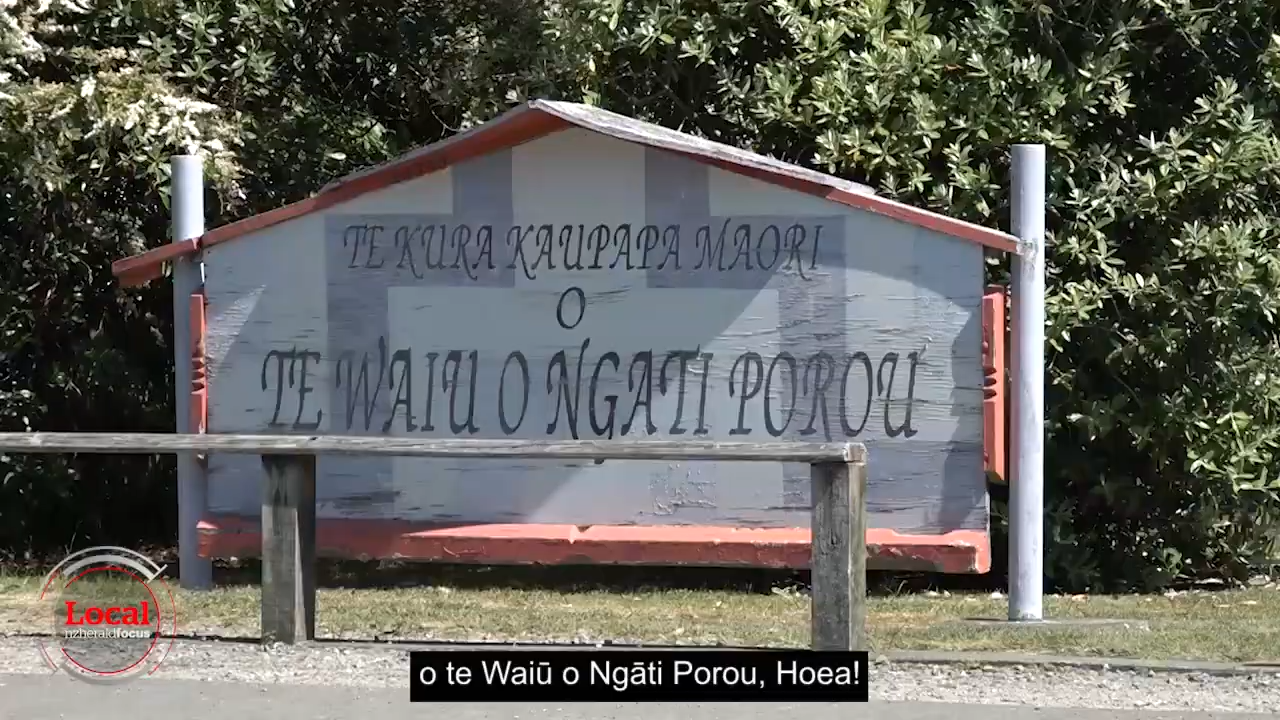 TE KURA KAUPAPA MAORI
O
TE WAIU O NGATI POROU
Local
nzheraldfocus
o te Waiū o Ngāti Porou, Hoea!